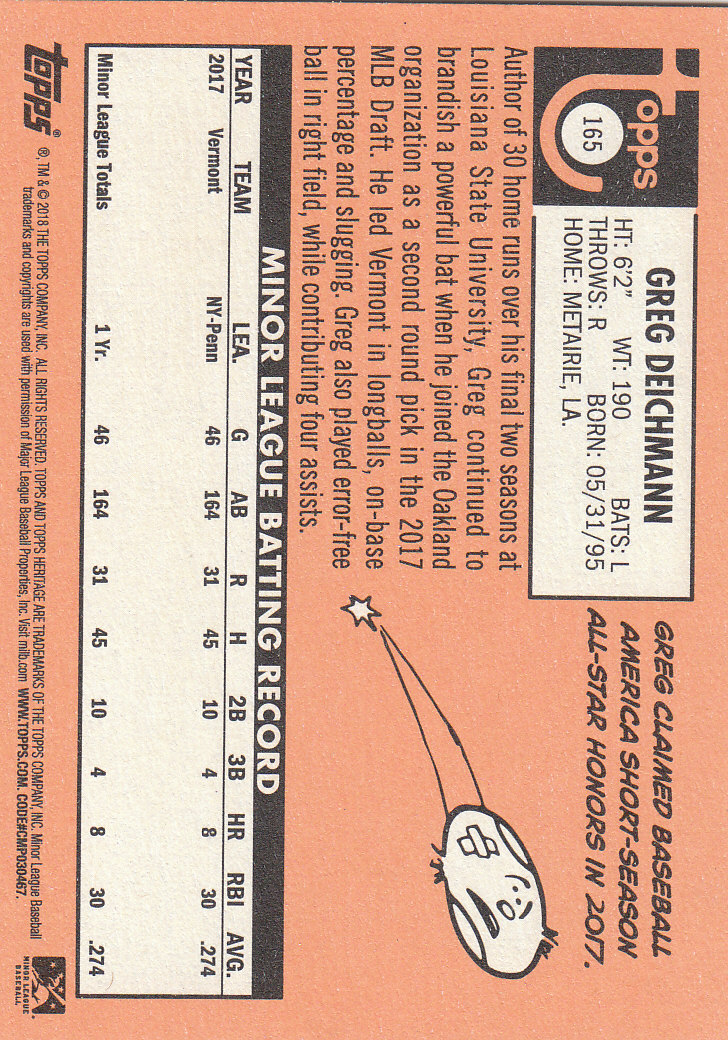 Topps
165
GREG DEICHMANN
HT: 6'2" WT: 190 BATS: L
THROWS: R BORN: 05/31/95
HOME: METAIRIE, LA.
GREG CLAIMED BASEBALL
AMERICA SHORT-SEASON
ALL-STAR HONORS IN 2017.
Author of 30 home runs over his final two seasons at
Louisiana State University, Greg continued to
brandish a powerful bat when he joined the Oakland
organization as a second round pick in the 2017
MLB Draft. He led Vermont in longballs, on-base
percentage and slugging. Greg also played error-free
ball in right field, while contributing four assists.
MINOR LEAGUE BATTING RECORD
YEAR TEAM LEA. G AB R H 2B 3B HR RBI AVG.
2017 Vermont NY-Penn 46 164 31 45 10 4 8 30 .274
Minor League Totals 1 Yr. 46 164 31 45 10 4 8 30 .274
topps® ®, TM & © 2018 THE TOPPS COMPANY, INC. ALL RIGHTS RESERVED. TOPPS AND TOPPS HERITAGE ARE TRADEMARKS OF THE TOPPS COMPANY, INC. Minor League Baseball
trademarks and copyrights are used with permission of Major League Baseball Properties, Inc. Visit milb.com WWW.TOPPS.COM. CODE#CMP030467.
MINOR LEAGUE
BASEBALL